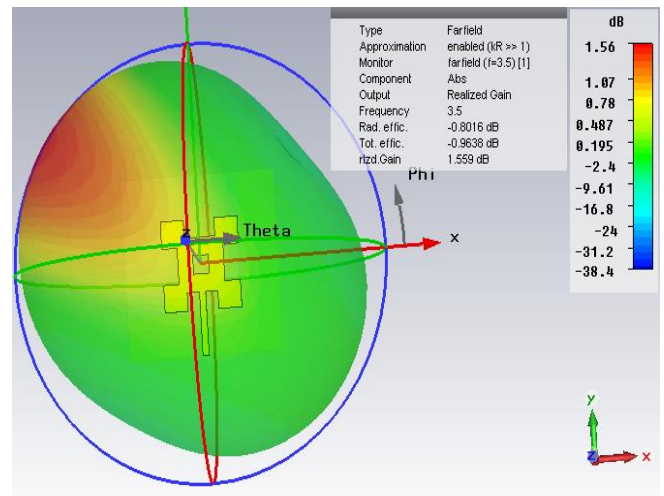 Type Farfield
Approximation enabled (kR >> 1)
Monitor farfield (f=3.5) [1]
Component Abs
Output Realized Gain
Frequency 3.5
Rad. effic. -0.8016 dB
Tot. effic. -0.9638 dB
rlzd.Gain 1.559 dB
dB
1.56
1.07
0.78
0.487
0.195
-2.4
-9.61
-16.8
-24
-31.2
-38.4
Phi
z
Theta
x
y
z
x